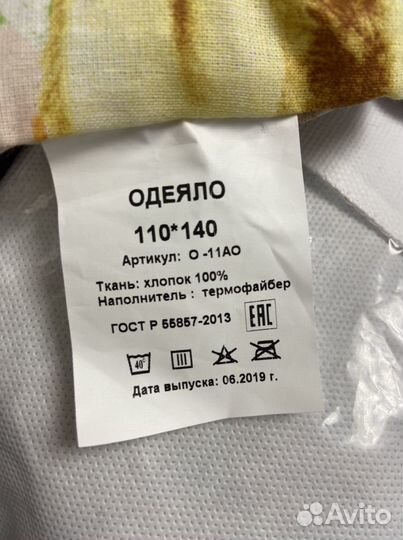 ОДЕЯЛО
110*140
Артикул: О -11АО
Ткань: хлопок 100%
Наполнитель : термофайбер
ГОСТ Р 55857-2013 EAC
40°
Дата выпуска: 06.2019 г.
Avito